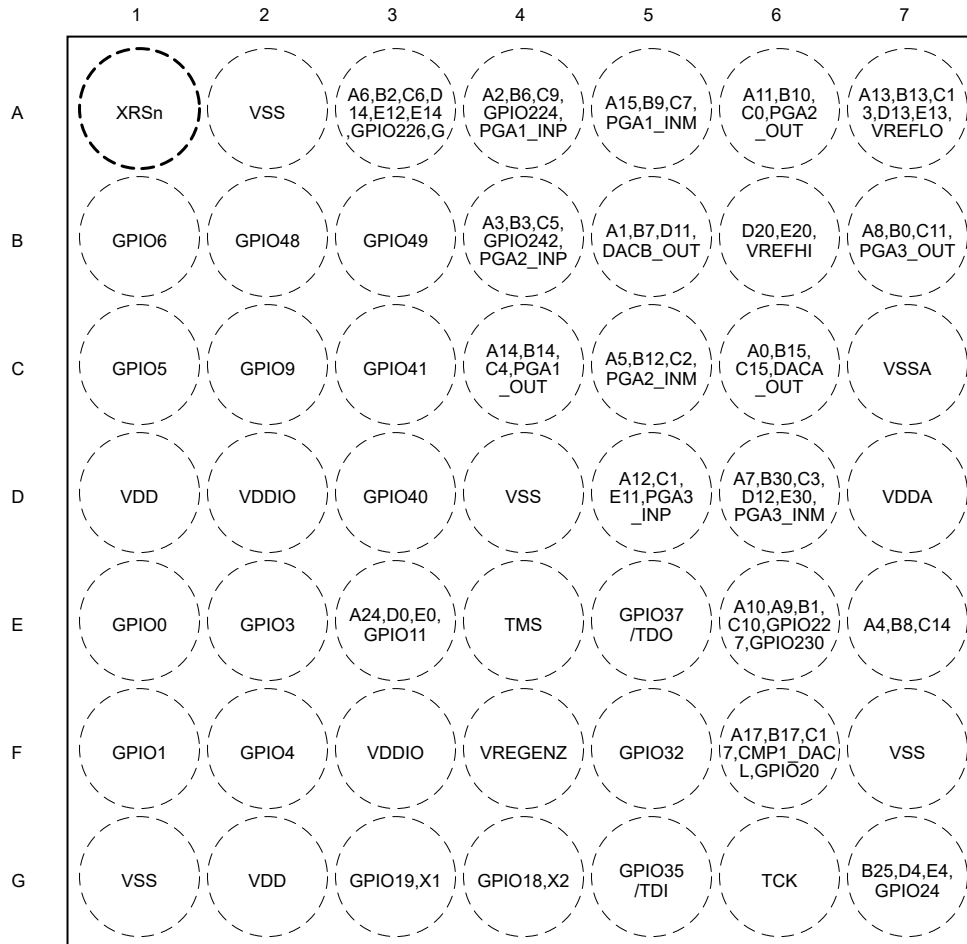 1 2 3 4 5 6 7
A
XRSn
VSS
A6,B2,C6,D
14,E12,E14
,GPIO226,G
A2,B6,C9,
GPIO224,
PGA1_INP
A15,B9,C7,
PGA1_INM
A11,B10,
C0,PGA2
_OUT
A13,B13,C1
3,D13,E13,
VREFLO
B
GPIO6
GPIO48
GPIO49
A3,B3,C5,
GPIO242,
PGA2_INP
A1,B7,D11,
DACB_OUT
D20,E20,
VREFHI
A8,B0,C11,
PGA3_OUT
C
GPIO5
GPIO9
GPIO41
A14,B14,
C4,PGA1
_OUT
A5,B12,C2,
PGA2_INM
A0,B15,
C15,DACA
_OUT
VSSA
D
VDD
VDDIO
GPIO40
VSS
A12,C1,
E11,PGA3
_INP
A7,B30,C3,
D12,E30,
PGA3_INM
VDDA
E
GPIO0
GPIO3
A24,D0,E0,
GPIO11
TMS
GPIO37
/TDO
A10,A9,B1,
C10,GPIO22
7,GPIO230
A4,B8,C14
F
GPIO1
GPIO4
VDDIO
VREGENZ
GPIO32
A17,B17,C1
7,CMP1_DAC
L,GPIO20
VSS
G
VSS
VDD
GPIO19,X1
GPIO18,X2
GPIO35
/TDI
TCK
B25,D4,E4,
GPIO24